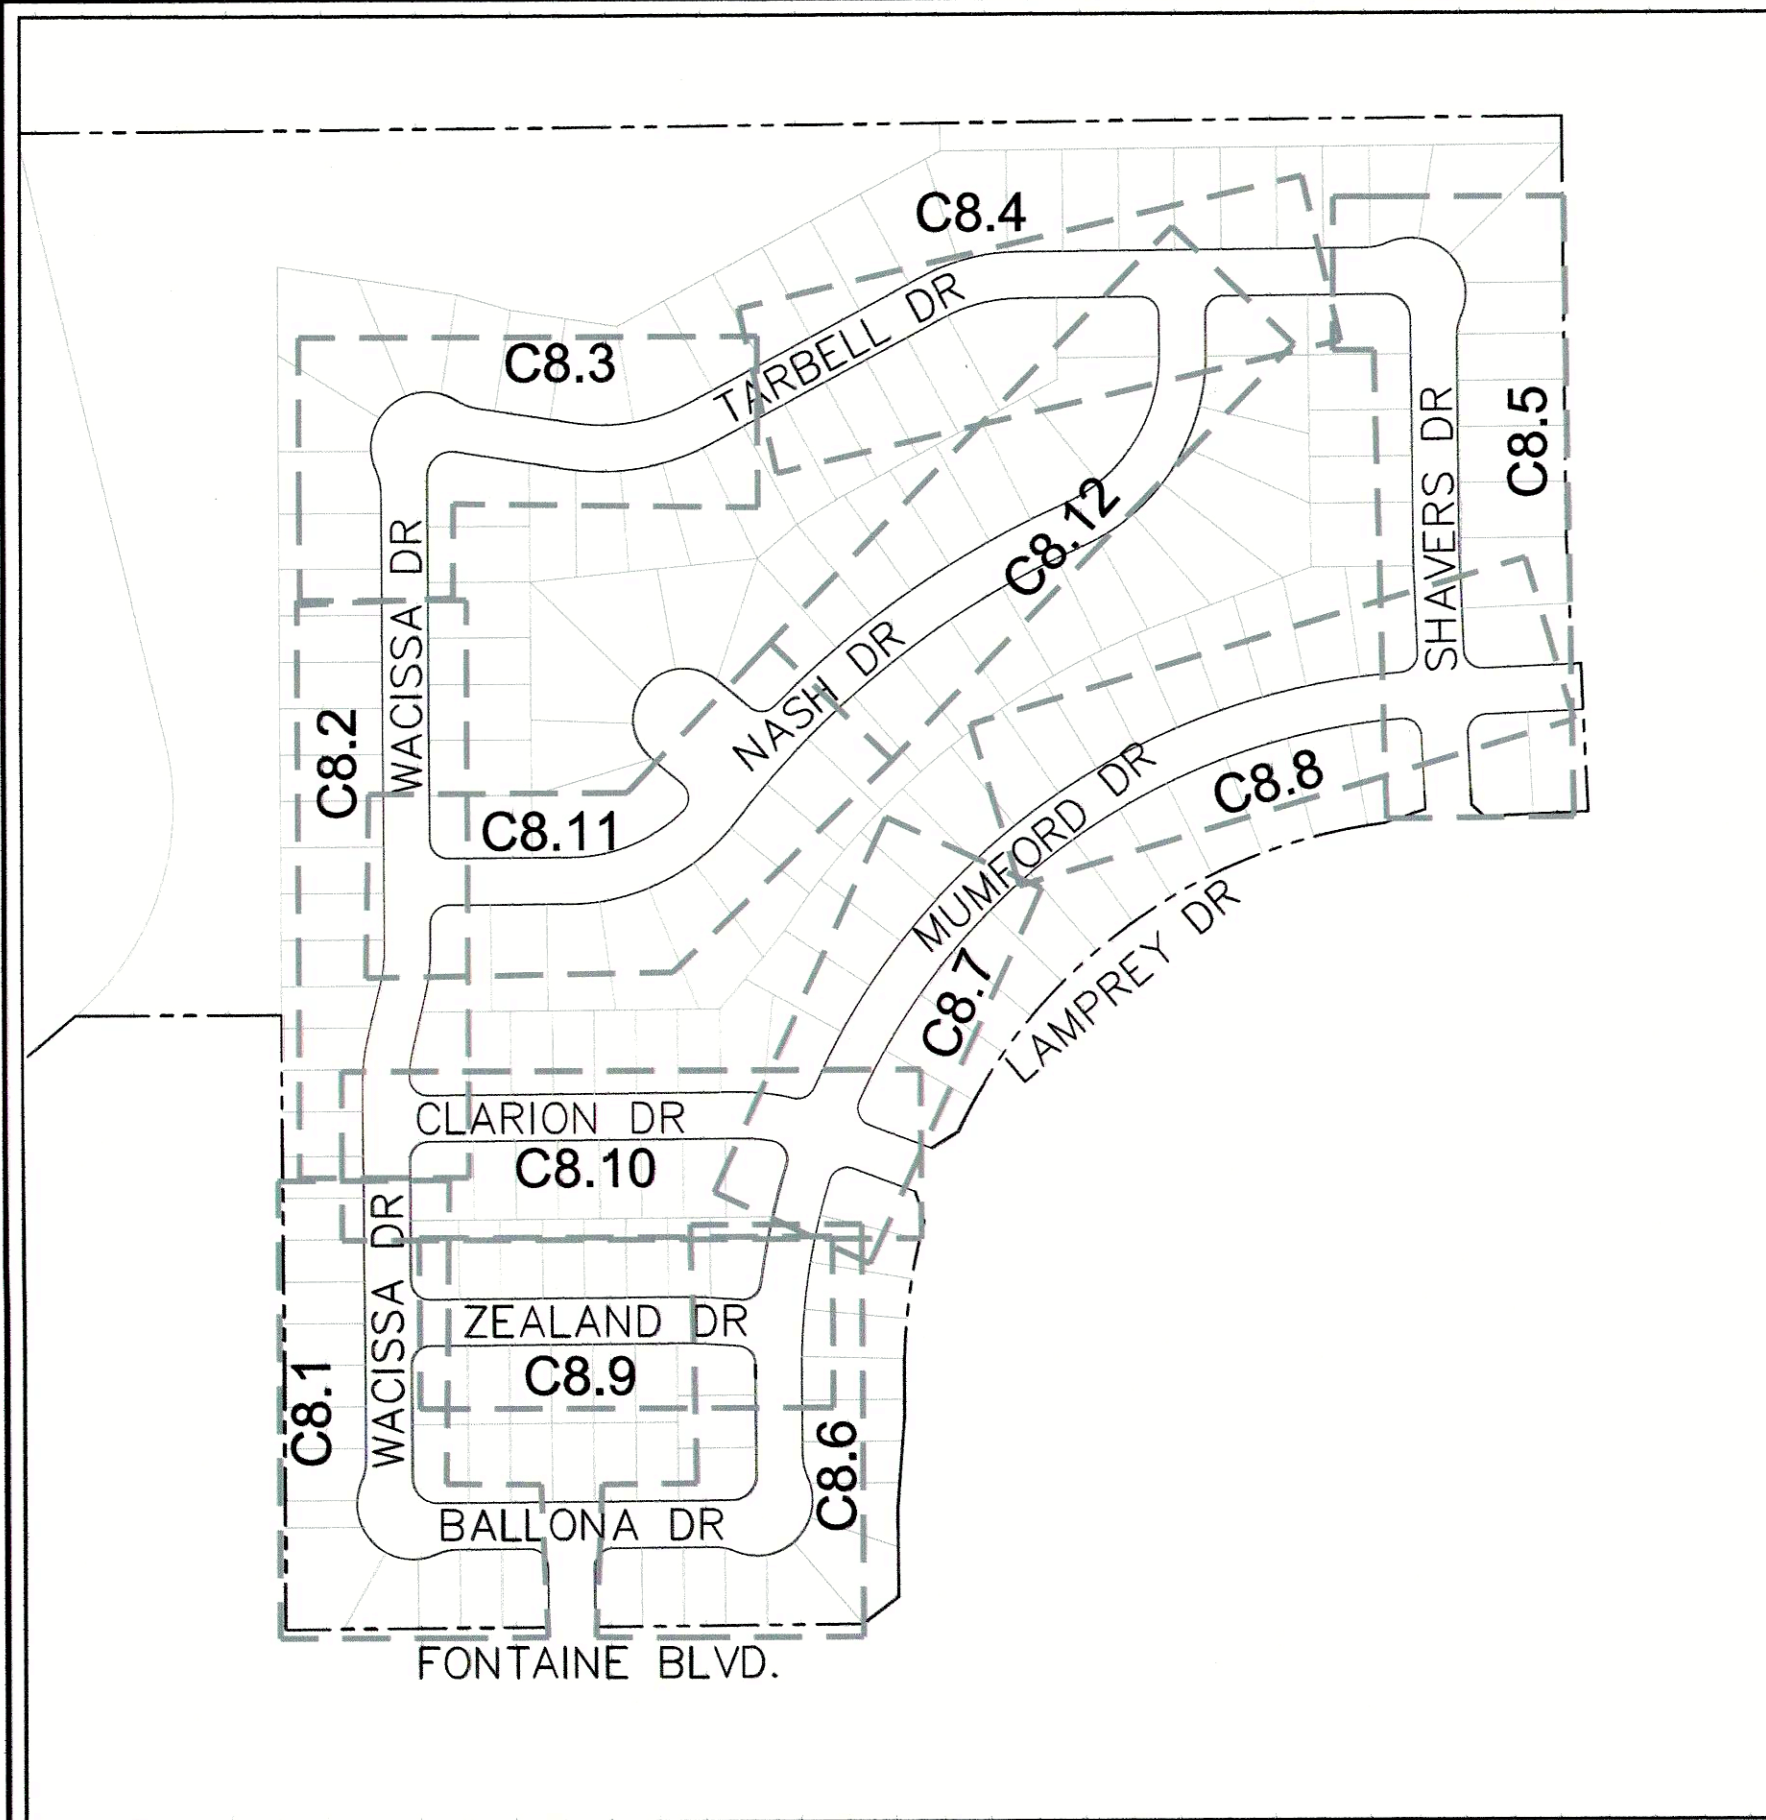 C8.4
TARBELL DR
C8.3
C8.5
SHAVERS DR
C8.12
WACISSA DR
WACISSA DR
C8.2
NASH DR
C8.11
MUMFORD DR
C8.8
C8.7
LAMPREY DR
CLARION DR
C8.10
WACISSA DR
ZEALAND DR
C8.9
C8.1
C8.6
BALLONA DR
FONTAINE BLVD.